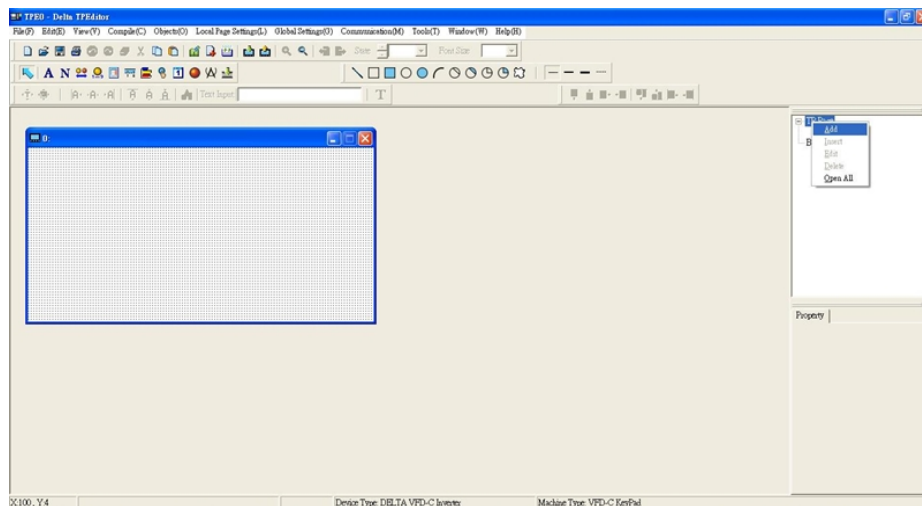 TPE0 - Delta TPEditor
File(F) Edit(E) View(V) Compile(C) Objects(O) Local Page Settings(L) Global Settings(G) Communication(M) Tools(T) Window(W) Help(H)
Size
Font Size
A N
Text Input
T
0:
Add
Insert
Edit
Delete
Open All
B
Property
X:100, Y:4
Device Type: DELTA VFD-C Inverter
Machine Type: VFD-C KeyPad